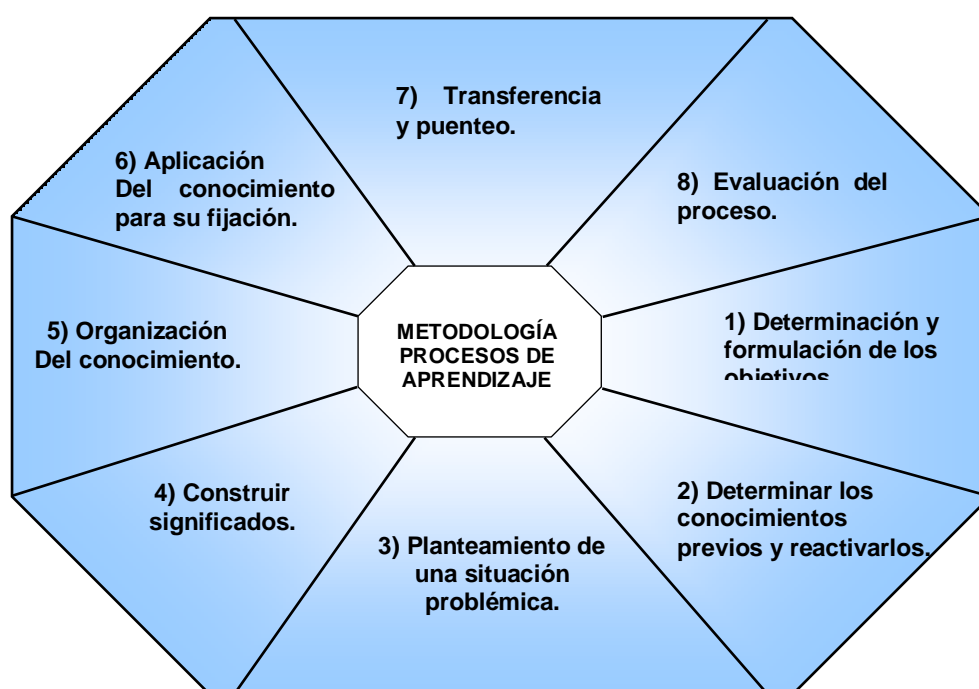 7) Transferencia
y puenteo.
6) Aplicación
Del conocimiento
para su fijación.
8) Evaluación del
proceso.
METODOLOGÍA
PROCESOS DE
APRENDIZAJE
5) Organización
Del conocimiento.
1) Determinación y
formulación de los
objetivos
4) Construir
significados.
2) Determinar los
conocimientos
previos y reactivarlos.
3) Planteamiento de
una situación
problémica.